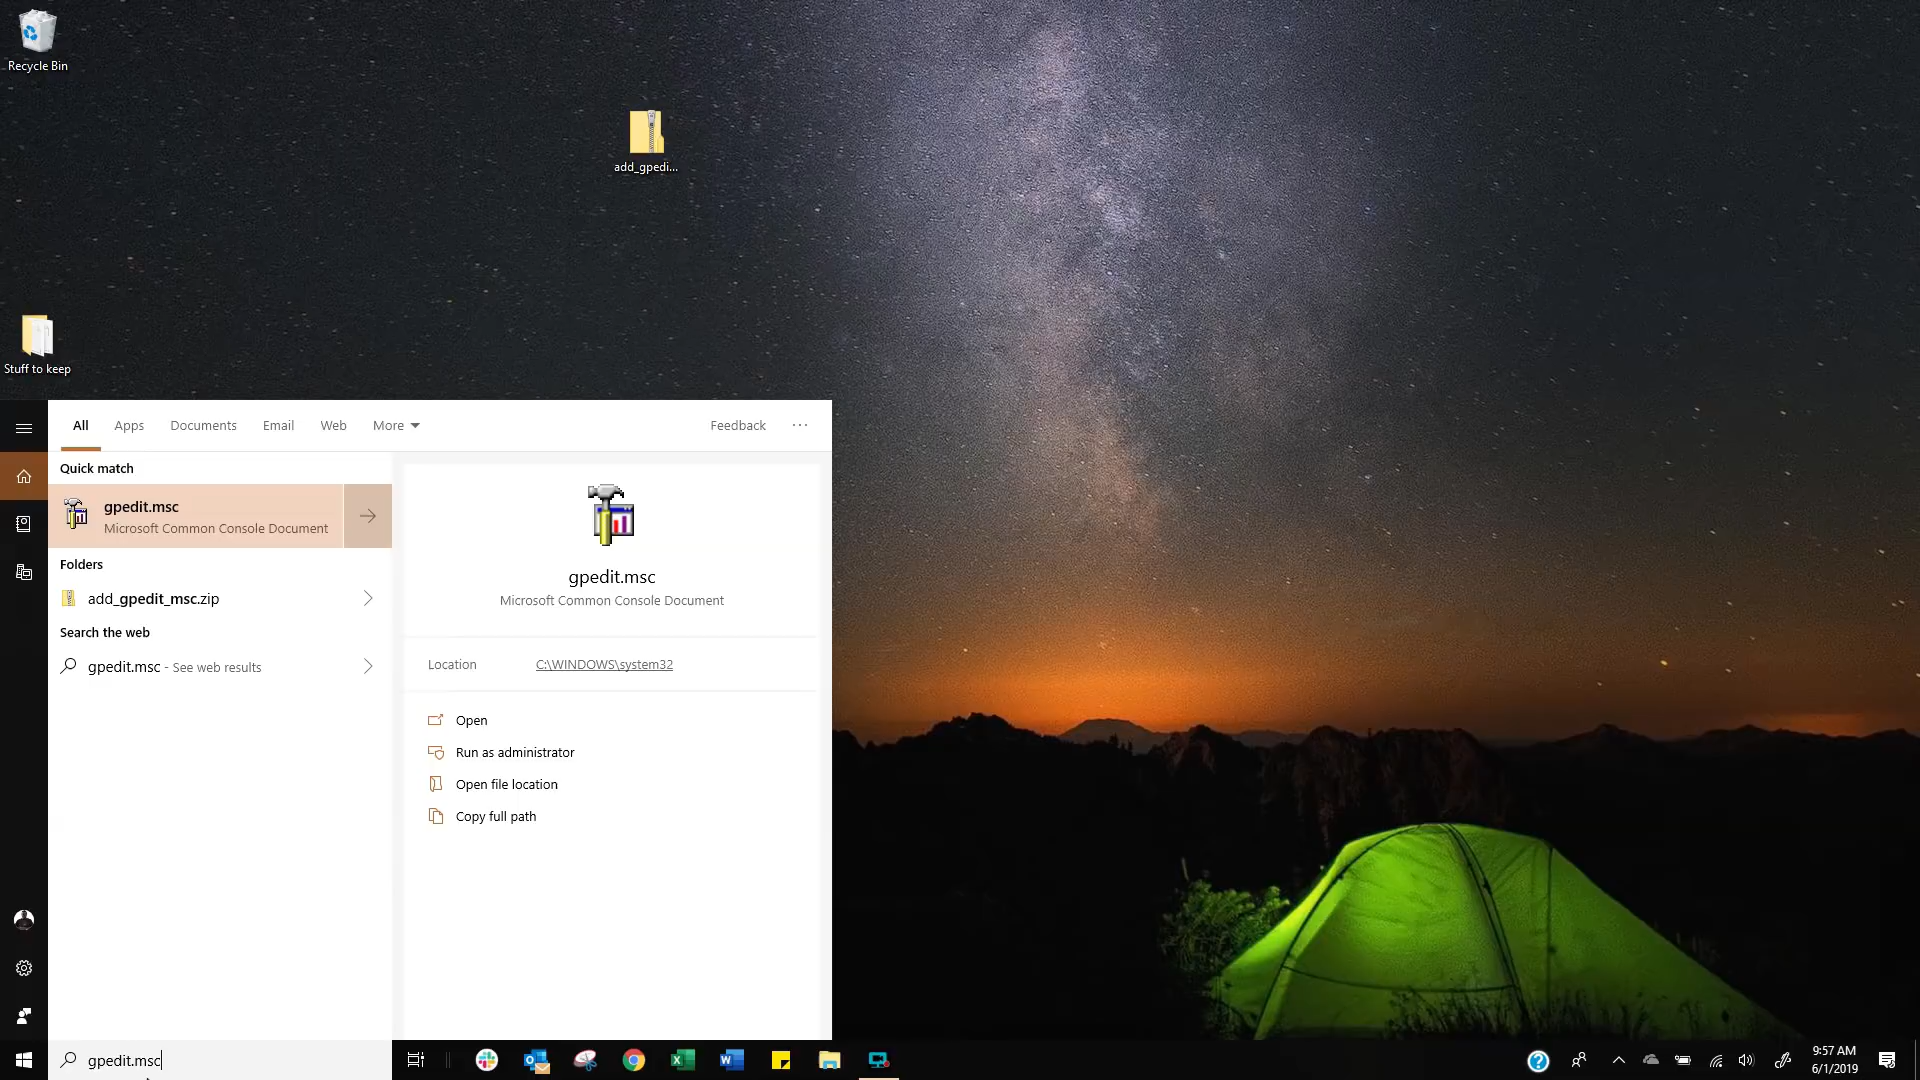 Recycle Bin
add_gpedi...
Stuff to keep
All Apps Documents Email Web More Feedback ...
Quick match
gpedit.msc
Microsoft Common Console Document
Folders
add_gpedit_msc.zip
Search the web
gpedit.msc - See web results
gpedit.msc
Microsoft Common Console Document
Location C:\WINDOWS\system32
Open
Run as administrator
Open file location
Copy full path
gpedit.msc
9:57 AM
6/1/2019